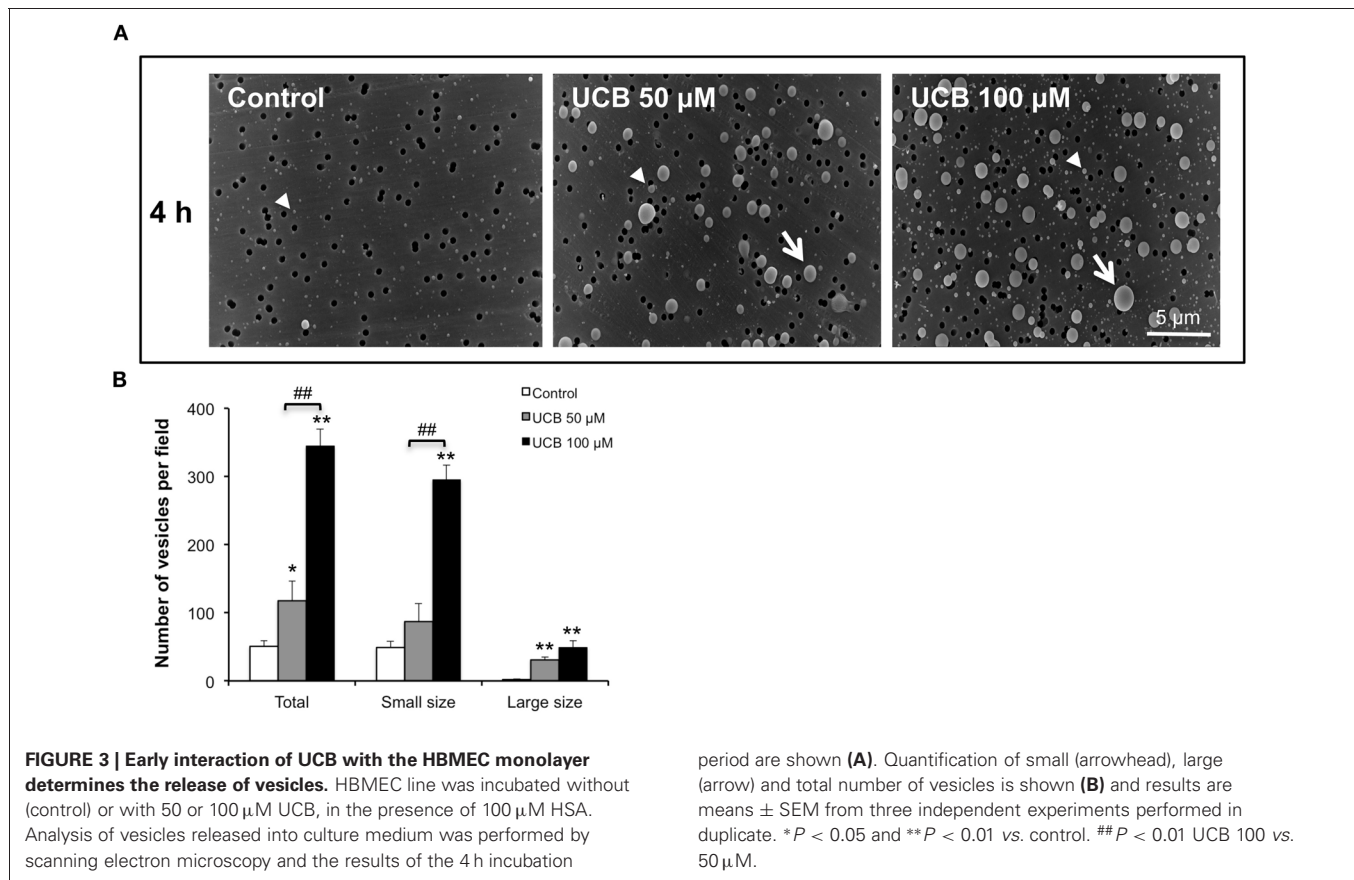 A
Control
UCB 50 µM
UCB 100 µM
4 h
5 µm
B
Control
UCB 50 µM
UCB 100 µM
Number of vesicles per field
400
300
200
100
0
##
**
*
##
**
**
**
Total
Small size
Large size
FIGURE 3 | Early interaction of UCB with the HBMEC monolayer
determines the release of vesicles. HBMEC line was incubated without
(control) or with 50 or 100 µM UCB, in the presence of 100 µM HSA.
Analysis of vesicles released into culture medium was performed by
scanning electron microscopy and the results of the 4 h incubation
period are shown (A). Quantification of small (arrowhead), large
(arrow) and total number of vesicles is shown (B) and results are
means ± SEM from three independent experiments performed in
duplicate. *P < 0.05 and **P < 0.01 vs. control. ##P < 0.01 UCB 100 vs.
50 µM.